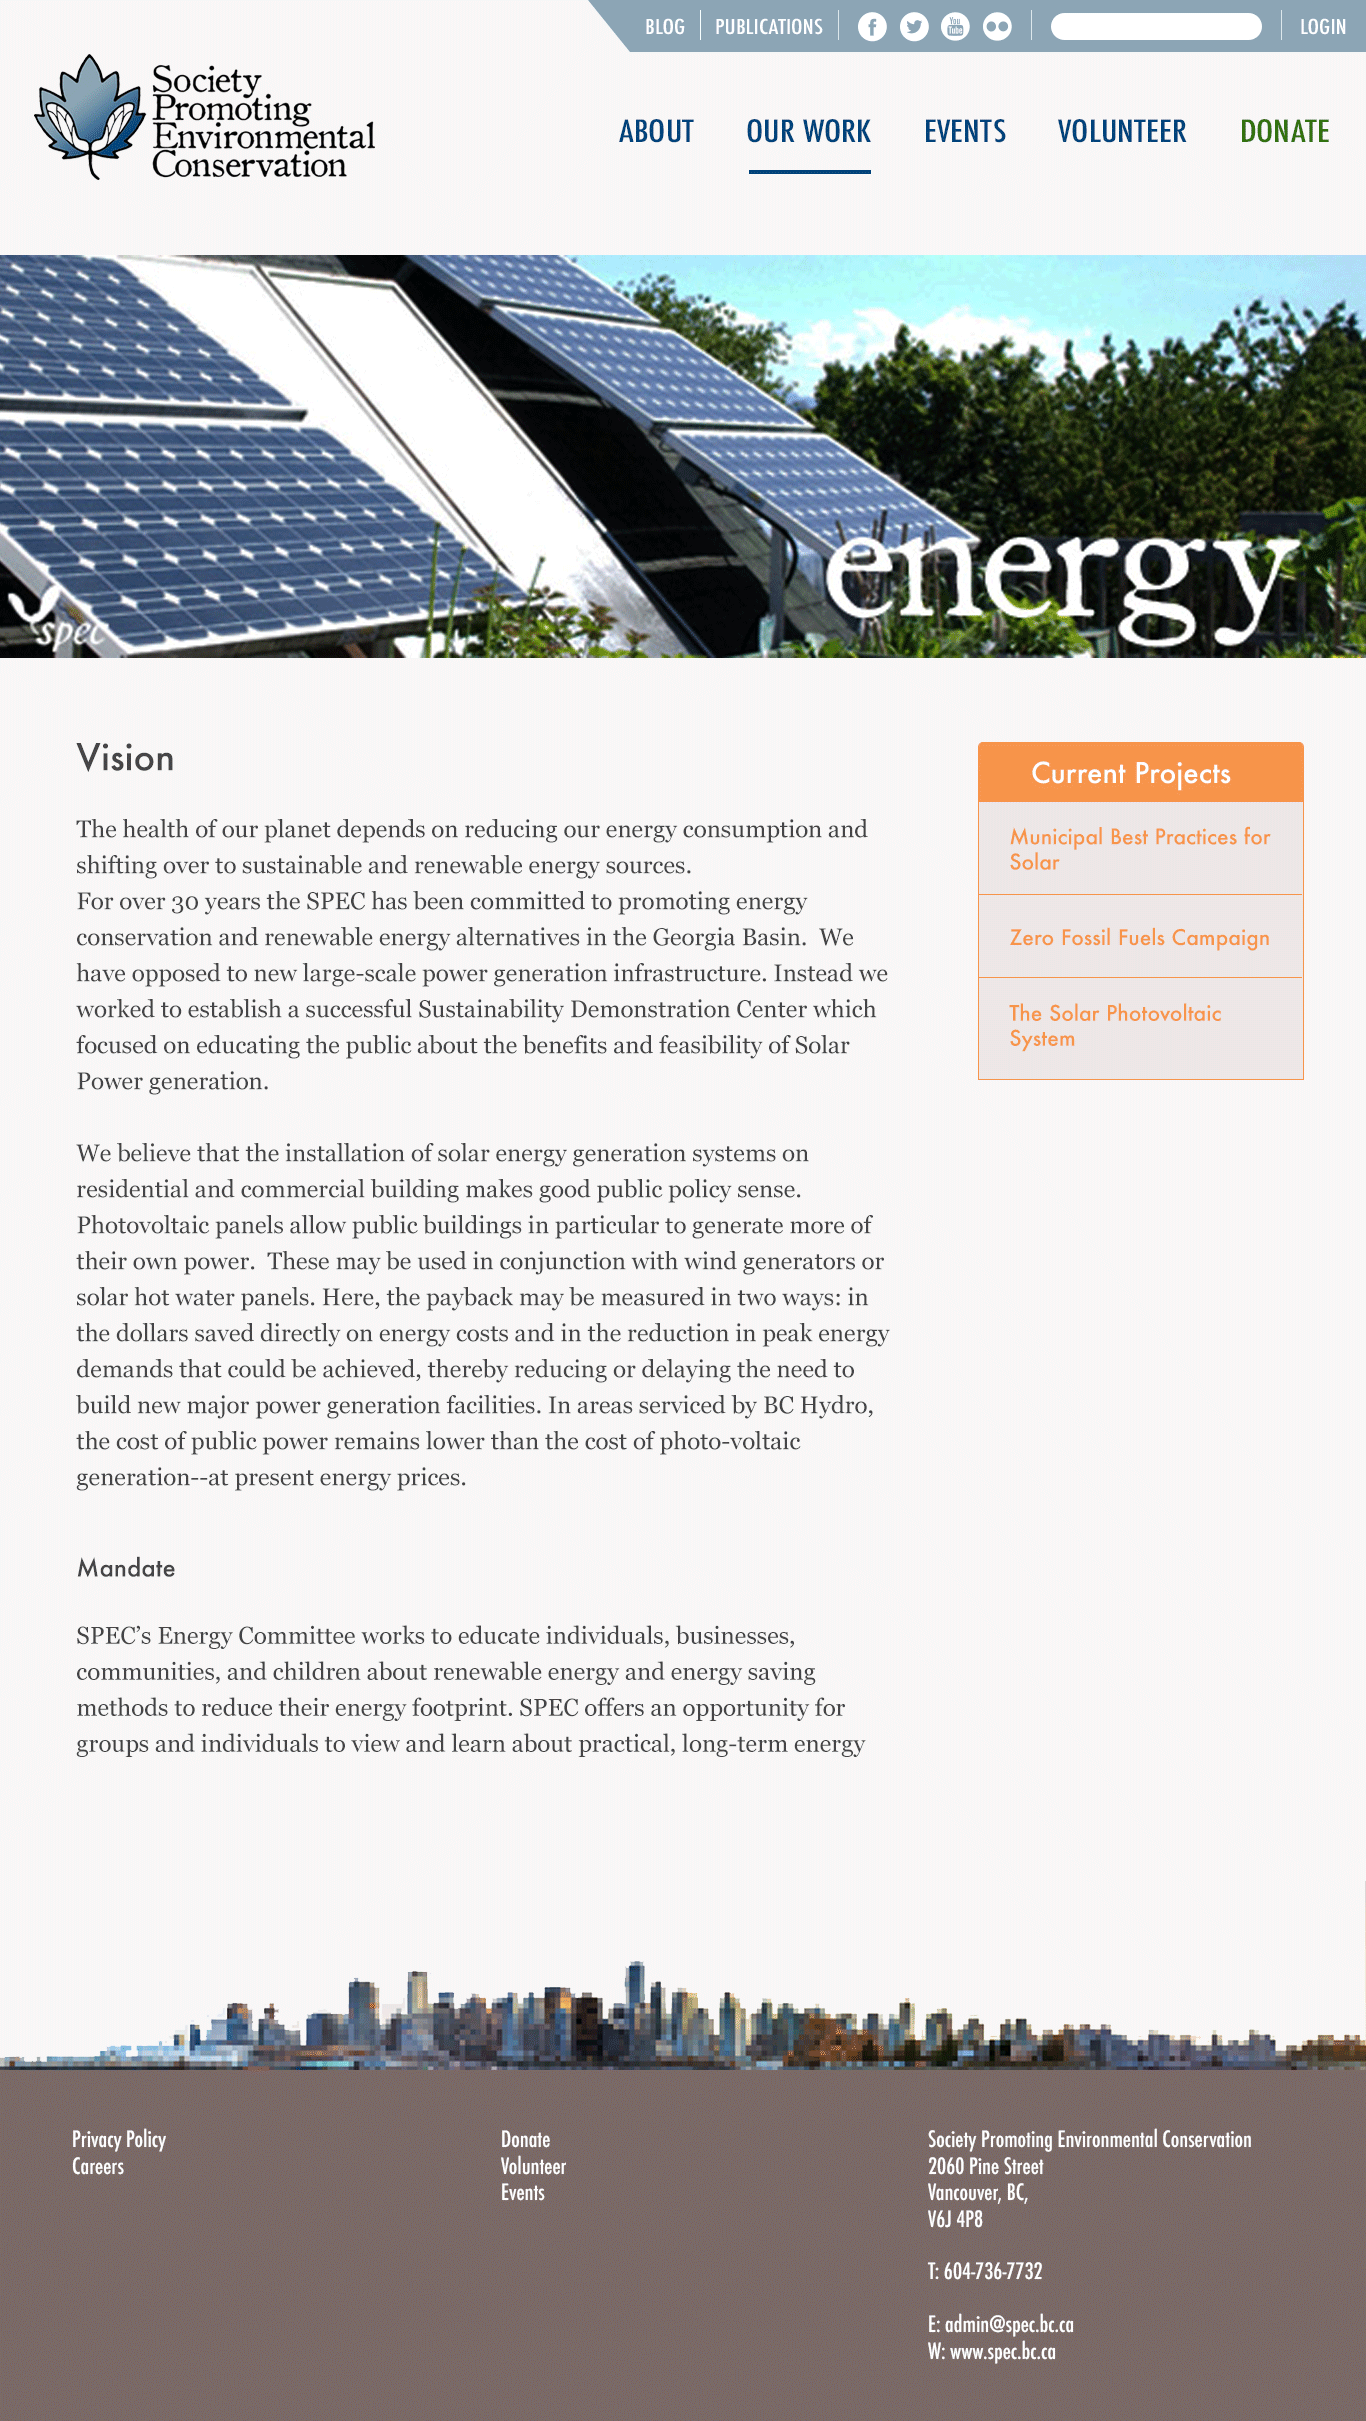 BLOG PUBLICATIONS f You Tube LOGIN
Society
Promoting
Environmental
Conservation
ABOUT OUR WORK EVENTS VOLUNTEER DONATE
energy
spec
Vision
The health of our planet depends on reducing our energy consumption and
shifting over to sustainable and renewable energy sources.
For over 30 years the SPEC has been committed to promoting energy
conservation and renewable energy alternatives in the Georgia Basin.  We
have opposed to new large-scale power generation infrastructure. Instead we
worked to establish a successful Sustainability Demonstration Center which
focused on educating the public about the benefits and feasibility of Solar
Power generation.
We believe that the installation of solar energy generation systems on
residential and commercial building makes good public policy sense.
Photovoltaic panels allow public buildings in particular to generate more of
their own power.  These may be used in conjunction with wind generators or
solar hot water panels. Here, the payback may be measured in two ways: in
the dollars saved directly on energy costs and in the reduction in peak energy
demands that could be achieved, thereby reducing or delaying the need to
build new major power generation facilities. In areas serviced by BC Hydro,
the cost of public power remains lower than the cost of photo-voltaic
generation--at present energy prices.
Mandate
SPEC’s Energy Committee works to educate individuals, businesses,
communities, and children about renewable energy and energy saving
methods to reduce their energy footprint. SPEC offers an opportunity for
groups and individuals to view and learn about practical, long-term energy
Current Projects
Municipal Best Practices for
Solar
Zero Fossil Fuels Campaign
The Solar Photovoltaic
System
Privacy Policy
Careers
Donate
Volunteer
Events
Society Promoting Environmental Conservation
2060 Pine Street
Vancouver, BC,
V6J 4P8
T: 604-736-7732
E: admin@spec.bc.ca
W: www.spec.bc.ca